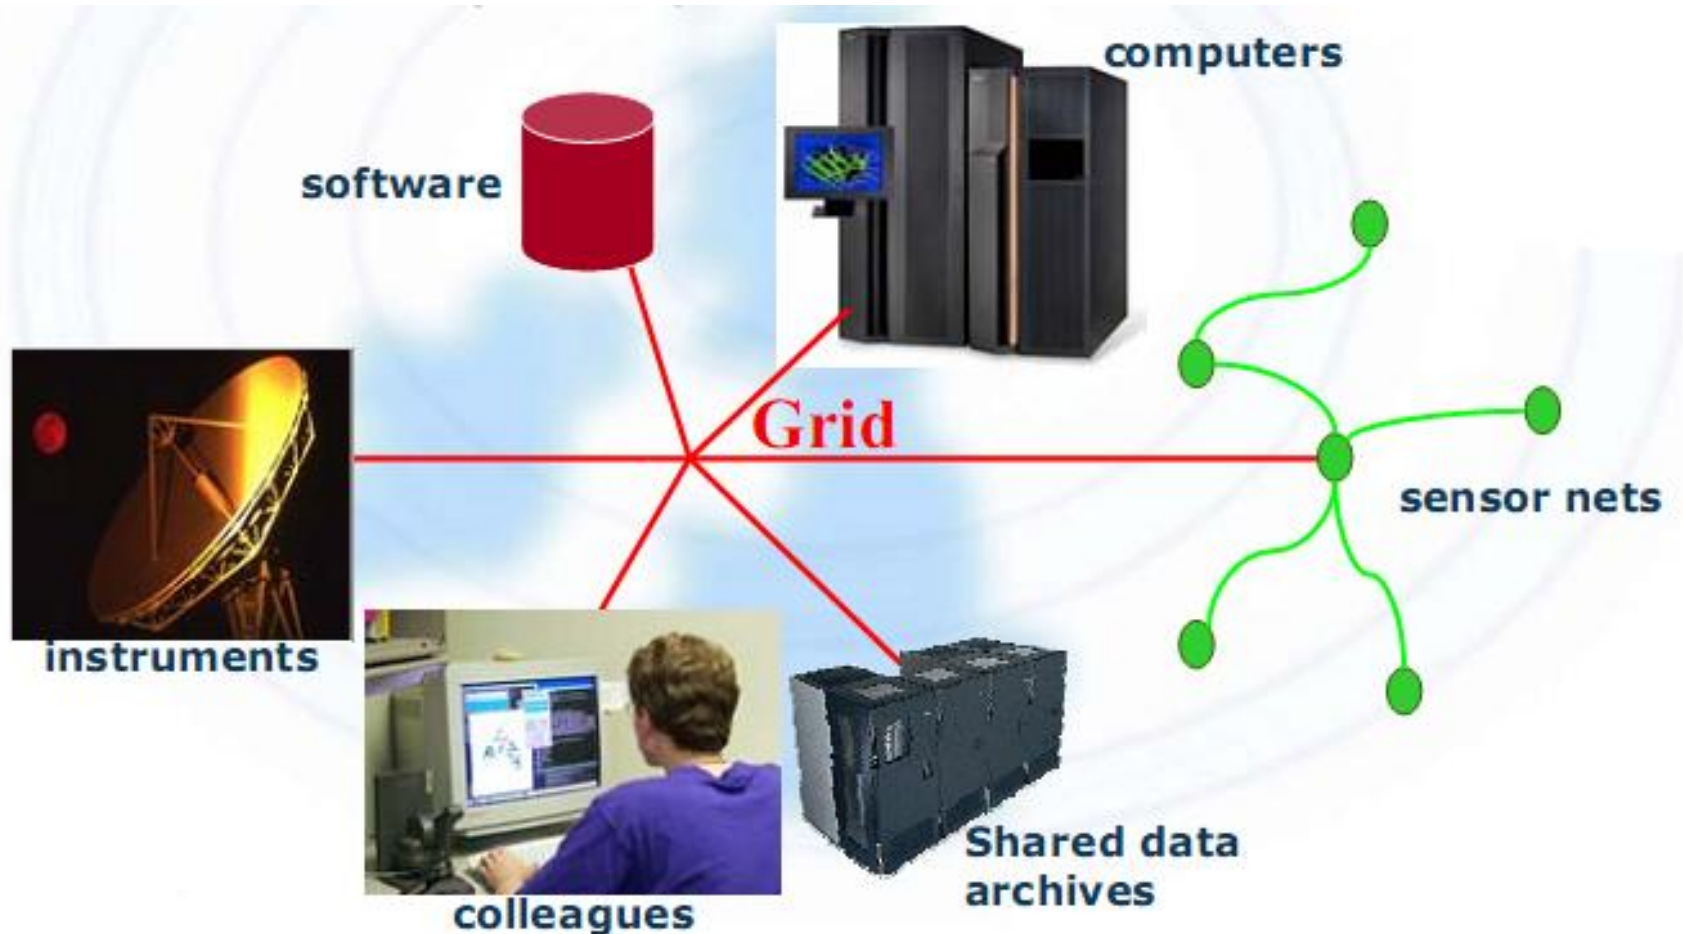 computers
software
Grid
sensor nets
instruments
Shared data
archives
colleagues